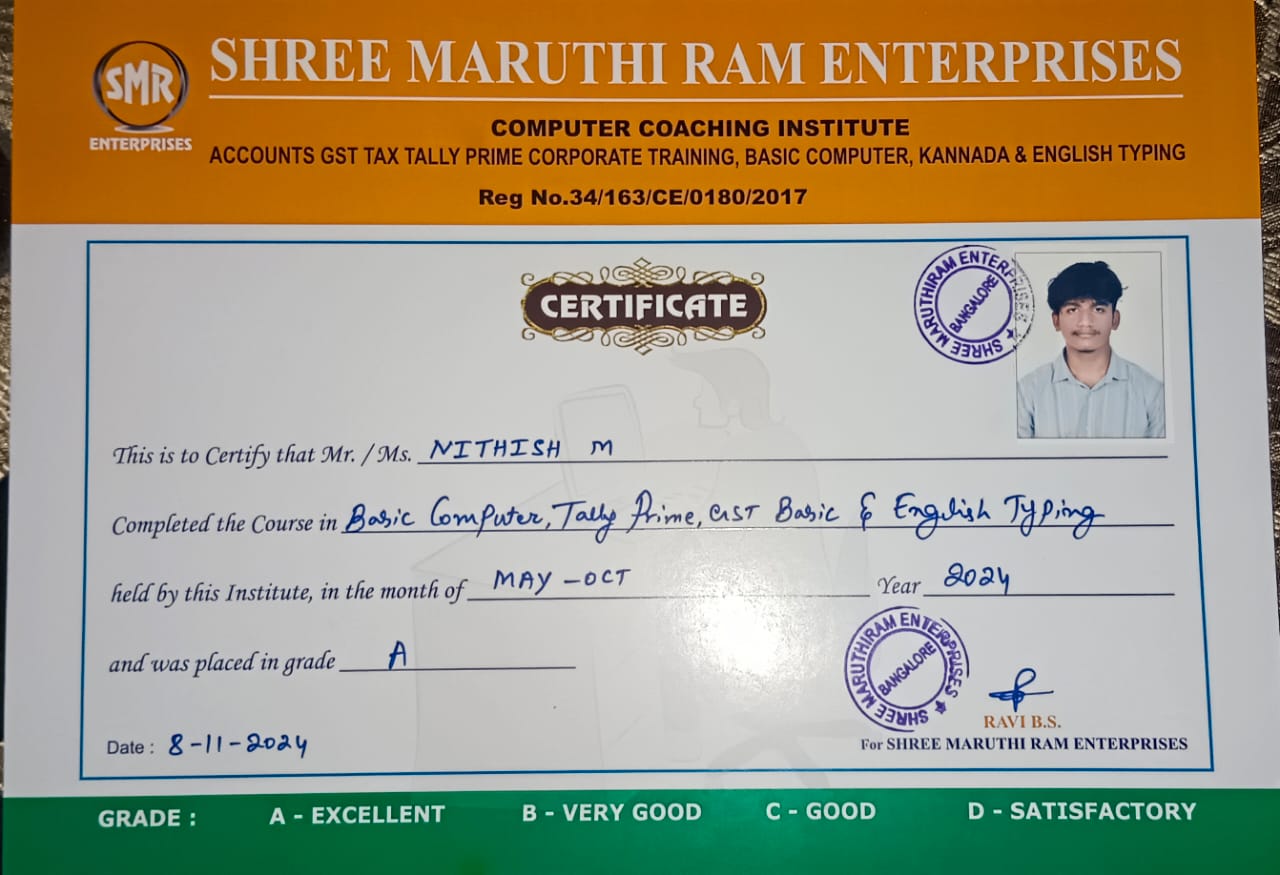 SMR
ENTERPRISES
SHREE MARUTHI RAM ENTERPRISES
COMPUTER COACHING INSTITUTE
ACCOUNTS GST TAX TALLY PRIME CORPORATE TRAINING, BASIC COMPUTER, KANNADA & ENGLISH TYPING
Reg No.34/163/CE/0180/2017
CERTIFICATE
SHREE MARUTHIRAM ENTERPRISES
BANGALORE
This is to Certify that Mr. / Ms. NITHISH M
Completed the Course in Basic Computer, Tally Prime, GST Basic & English Typing
held by this Institute, in the month of MAY - OCT Year 2024
and was placed in grade A
SHREE MARUTHIRAM ENTERPRISES
BANGALORE
RAVI B.S.
Date : 8-11-2024 For SHREE MARUTHI RAM ENTERPRISES
GRADE : A - EXCELLENT B - VERY GOOD C - GOOD D - SATISFACTORY